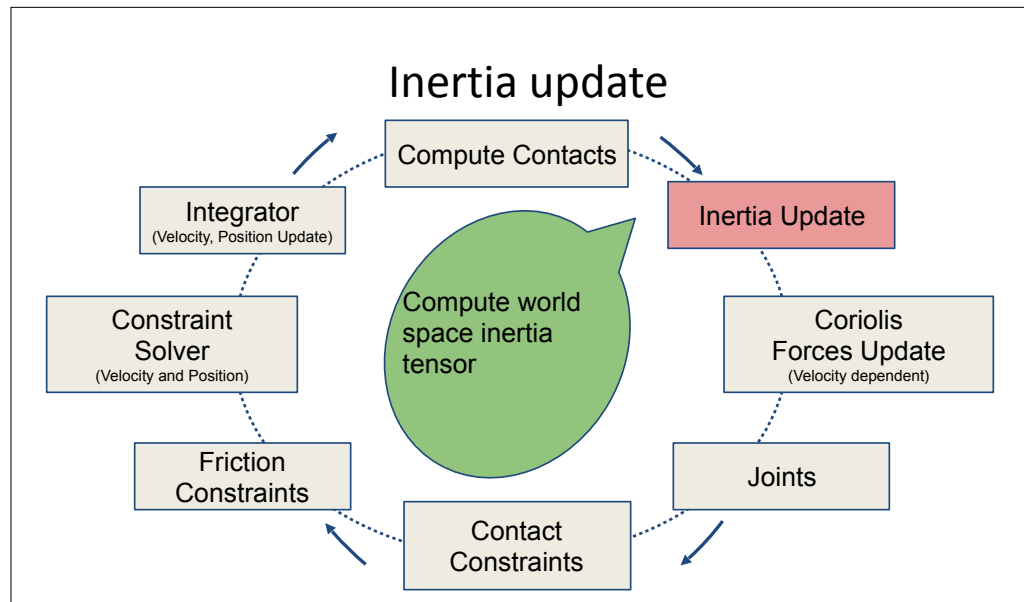 Inertia update
Compute Contacts
Inertia Update
Coriolis
Forces Update
(Velocity dependent)
Joints
Contact
Constraints
Friction
Constraints
Constraint
Solver
(Velocity and Position)
Integrator
(Velocity, Position Update)
Compute world
space inertia
tensor